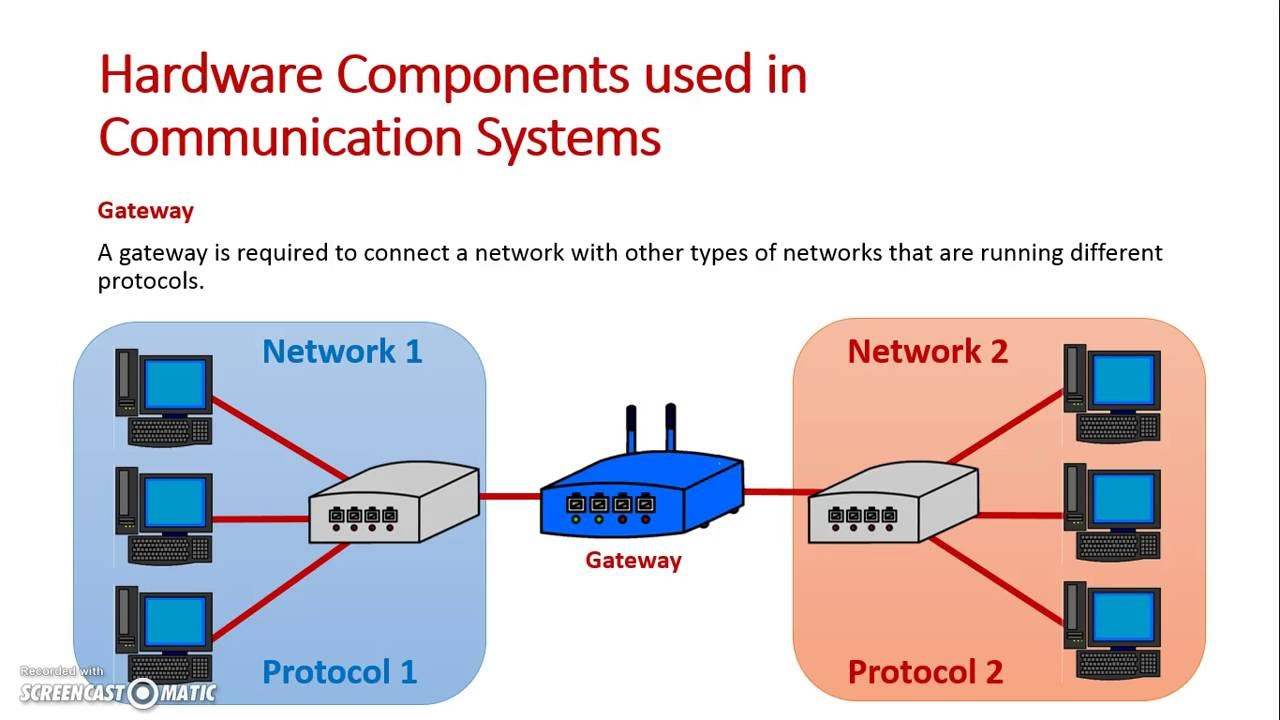 Hardware Components used in
Communication Systems
Gateway
A gateway is required to connect a network with other types of networks that are running different
protocols.
Network 1
Network 2
Gateway
Protocol 1
Protocol 2
Recorded with
SCREENCAST MATIC